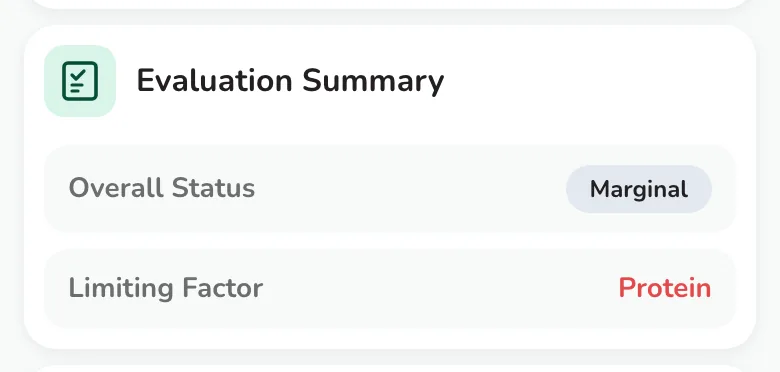 Evaluation Summary
Overall Status
Marginal
Limiting Factor
Protein